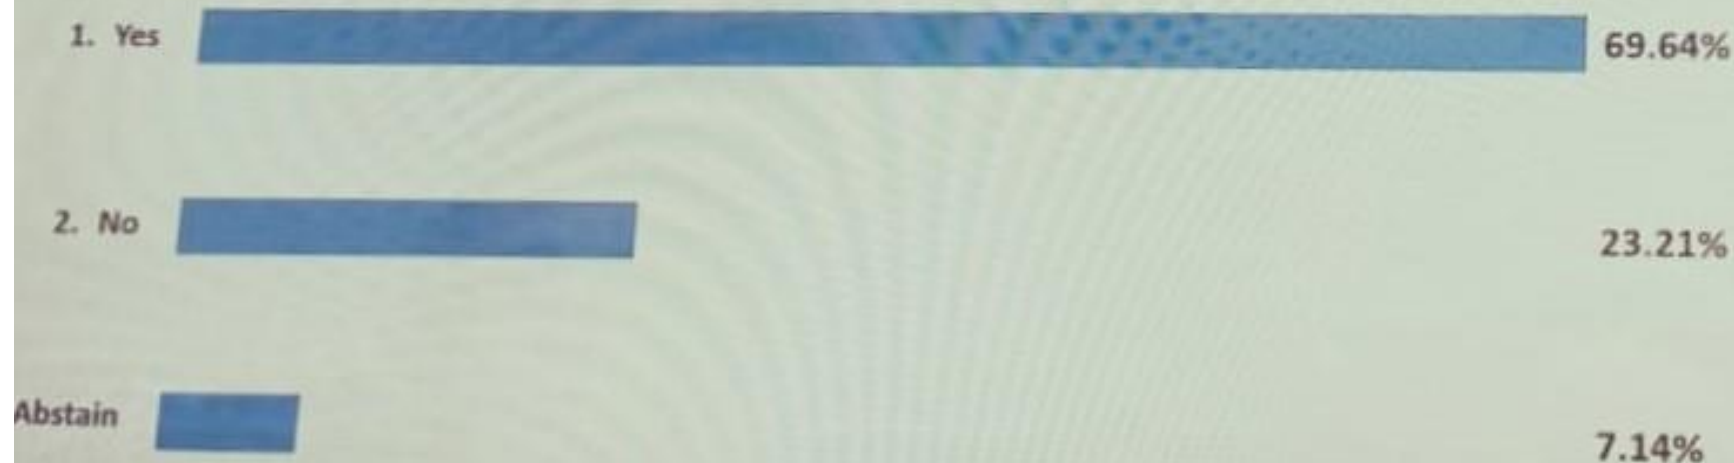 1. Yes 69.64%
2. No 23.21%
Abstain 7.14%